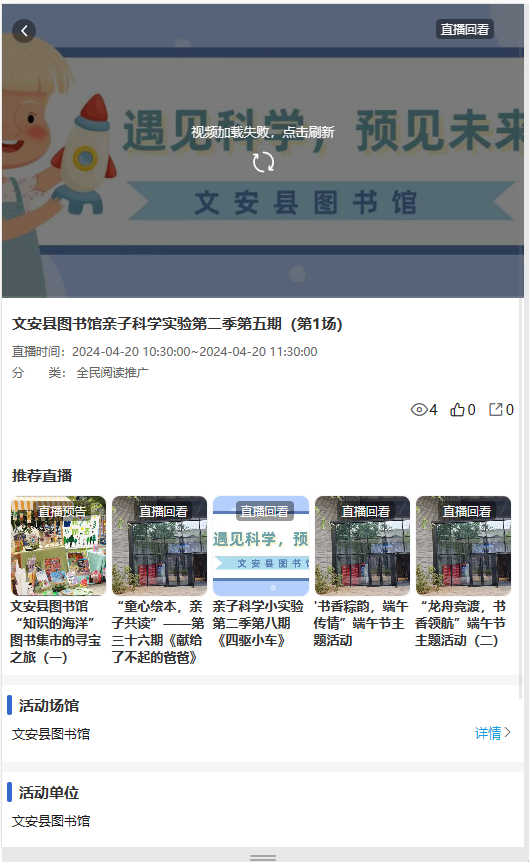 直播回看
遇见科学，预见未来
视频加载失败，点击刷新
文安县图书馆
文安县图书馆亲子科学实验第二季第五期（第1场）
直播时间：2024-04-20 10:30:00~2024-04-20 11:30:00
分 类： 全民阅读推广
4 0 0
推荐直播
直播预告 直播回看 直播回看 直播回看 直播回看
遇见科学，预
文安县图书
文安县图书馆
“知识的海洋”
图书集市的寻宝
之旅（一）
“童心绘本，亲
子共读”——第
三十六期《献给
了不起的爸爸》
亲子科学小实验
第二季第八期
《四驱小车》
'书香粽韵，端午
传情”端午节主
题活动
“龙舟竞渡，书
香领航”端午节
主题活动（二）
活动场馆
文安县图书馆 详情
活动单位
文安县图书馆